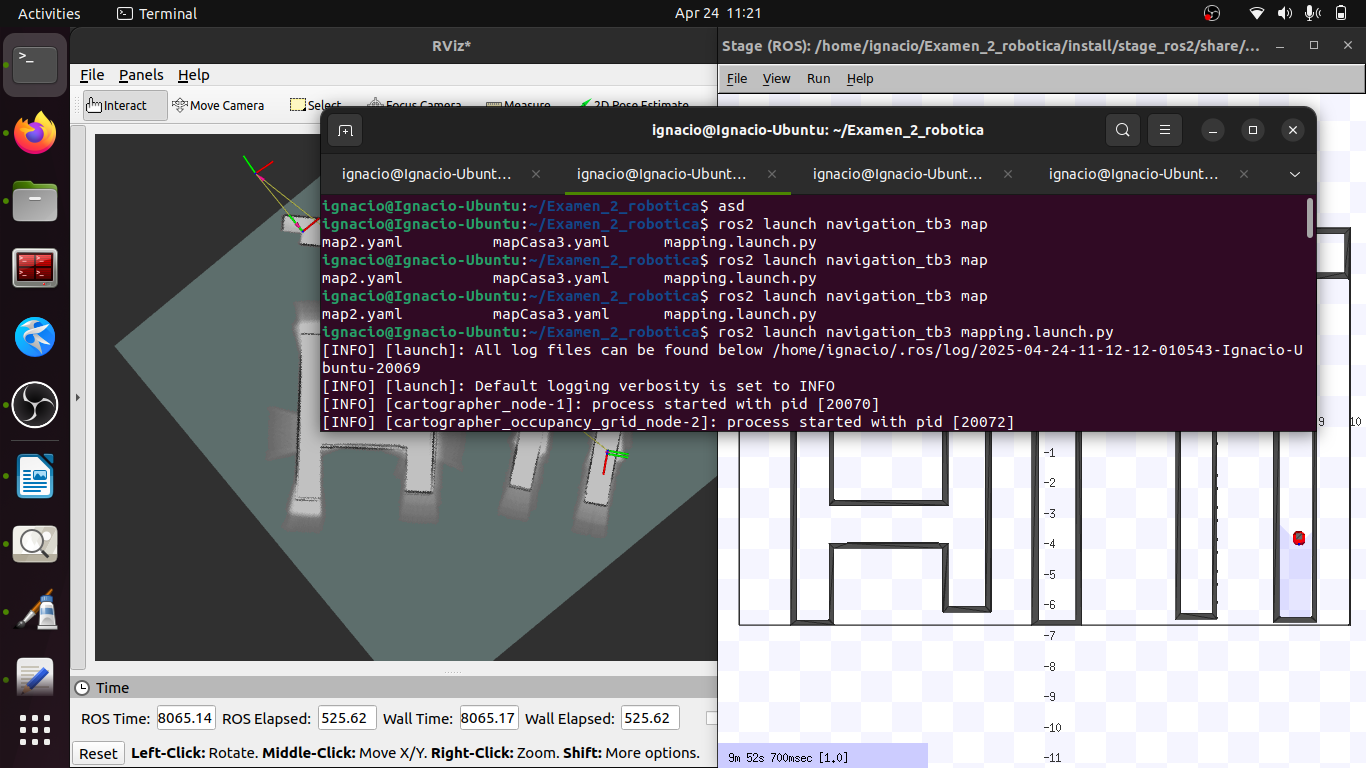 Activities
Terminal
Apr 24 11:21
RViz*
File Panels Help
Interact Move Camera Select Focus Camera Measure 2D Pose Estimate
Stage (ROS): /home/ignacio/Examen_2_robotica/install/stage_ros2/share/...
File View Run Help
ignacio@Ignacio-Ubuntu: ~/Examen_2_robotica
ignacio@Ignacio-Ubunt... ignacio@Ignacio-Ubunt... ignacio@Ignacio-Ubunt... ignacio@Ignacio-Ubunt...
ignacio@Ignacio-Ubuntu:~/Examen_2_robotica$ asd
ignacio@Ignacio-Ubuntu:~/Examen_2_robotica$ ros2 launch navigation_tb3 map
map2.yaml mapCasa3.yaml mapping.launch.py
ignacio@Ignacio-Ubuntu:~/Examen_2_robotica$ ros2 launch navigation_tb3 map
map2.yaml mapCasa3.yaml mapping.launch.py
ignacio@Ignacio-Ubuntu:~/Examen_2_robotica$ ros2 launch navigation_tb3 map
map2.yaml mapCasa3.yaml mapping.launch.py
ignacio@Ignacio-Ubuntu:~/Examen_2_robotica$ ros2 launch navigation_tb3 mapping.launch.py
[INFO] [launch]: All log files can be found below /home/ignacio/.ros/log/2025-04-24-11-12-12-010543-Ignacio-U
buntu-20069
[INFO] [launch]: Default logging verbosity is set to INFO
[INFO] [cartographer_node-1]: process started with pid [20070]
[INFO] [cartographer_occupancy_grid_node-2]: process started with pid [20072]
9 10
-1
-2
-3
-4
-5
-6
-7
-8
-9
-10
-11
Time
ROS Time: 8065.14 ROS Elapsed: 525.62 Wall Time: 8065.17 Wall Elapsed: 525.62
Reset Left-Click: Rotate. Middle-Click: Move X/Y. Right-Click: Zoom. Shift: More options.
9m 52s 700msec [1.0]